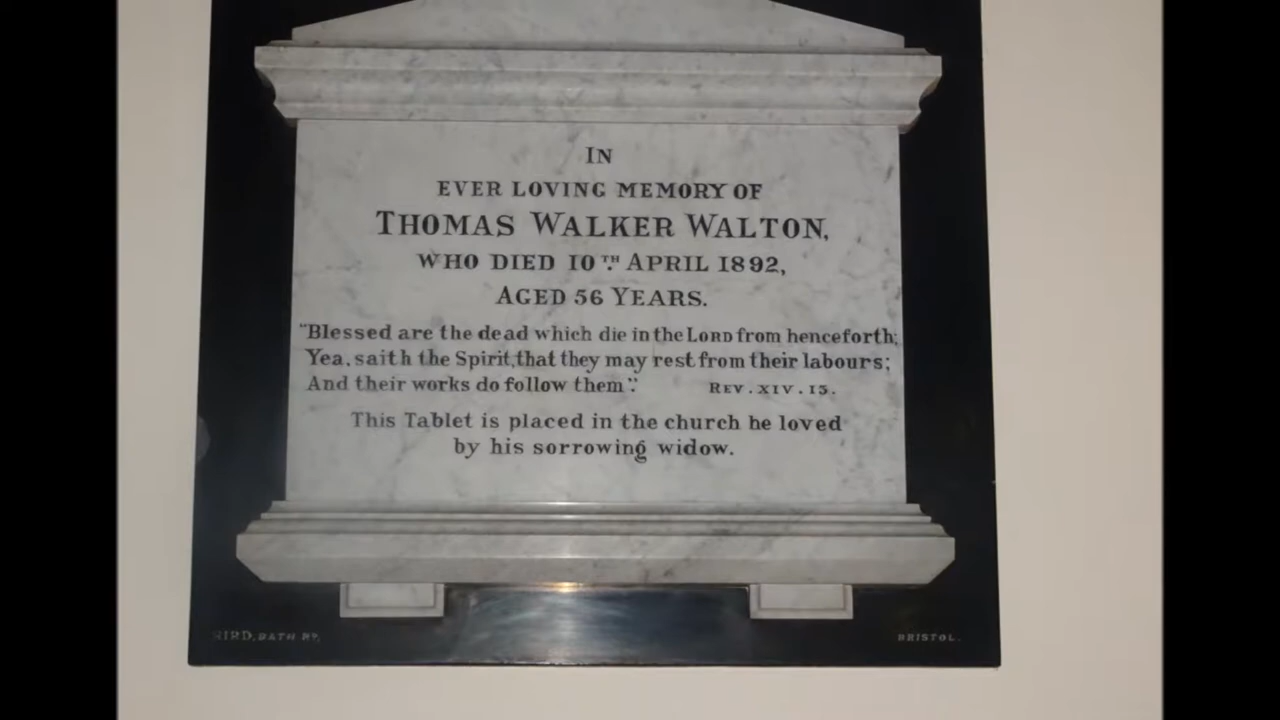 IN
EVER LOVING MEMORY OF
THOMAS WALKER WALTON,
WHO DIED 10TH APRIL 1892,
AGED 56 YEARS.
"Blessed are the dead which die in the LORD from henceforth;
Yea, saith the Spirit, that they may rest from their labours;
And their works do follow them."  REV. XIV. 13.
This Tablet is placed in the church he loved
by his sorrowing widow.
BIRD, BATH RD,  BRISTOL.